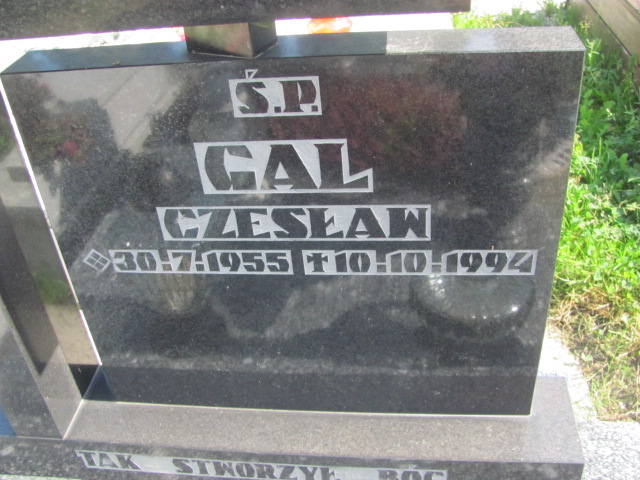 Ś.P.
GAL
CZESŁAW
30.7.1955 ✝10.10.1994
TAK STWORZYŁ BÓG